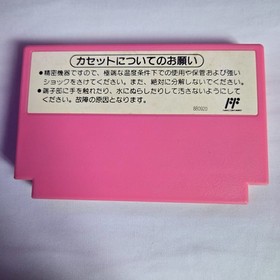 カセットについてのお願い
●精密機器ですので、極端な温度条件下での使用や保管および強い
ショックをさけてください。また、絶対に分解しないでください。
●端子部に手を触れたり、水にぬらしたりして汚さないようにして
ください。故障の原因となります。